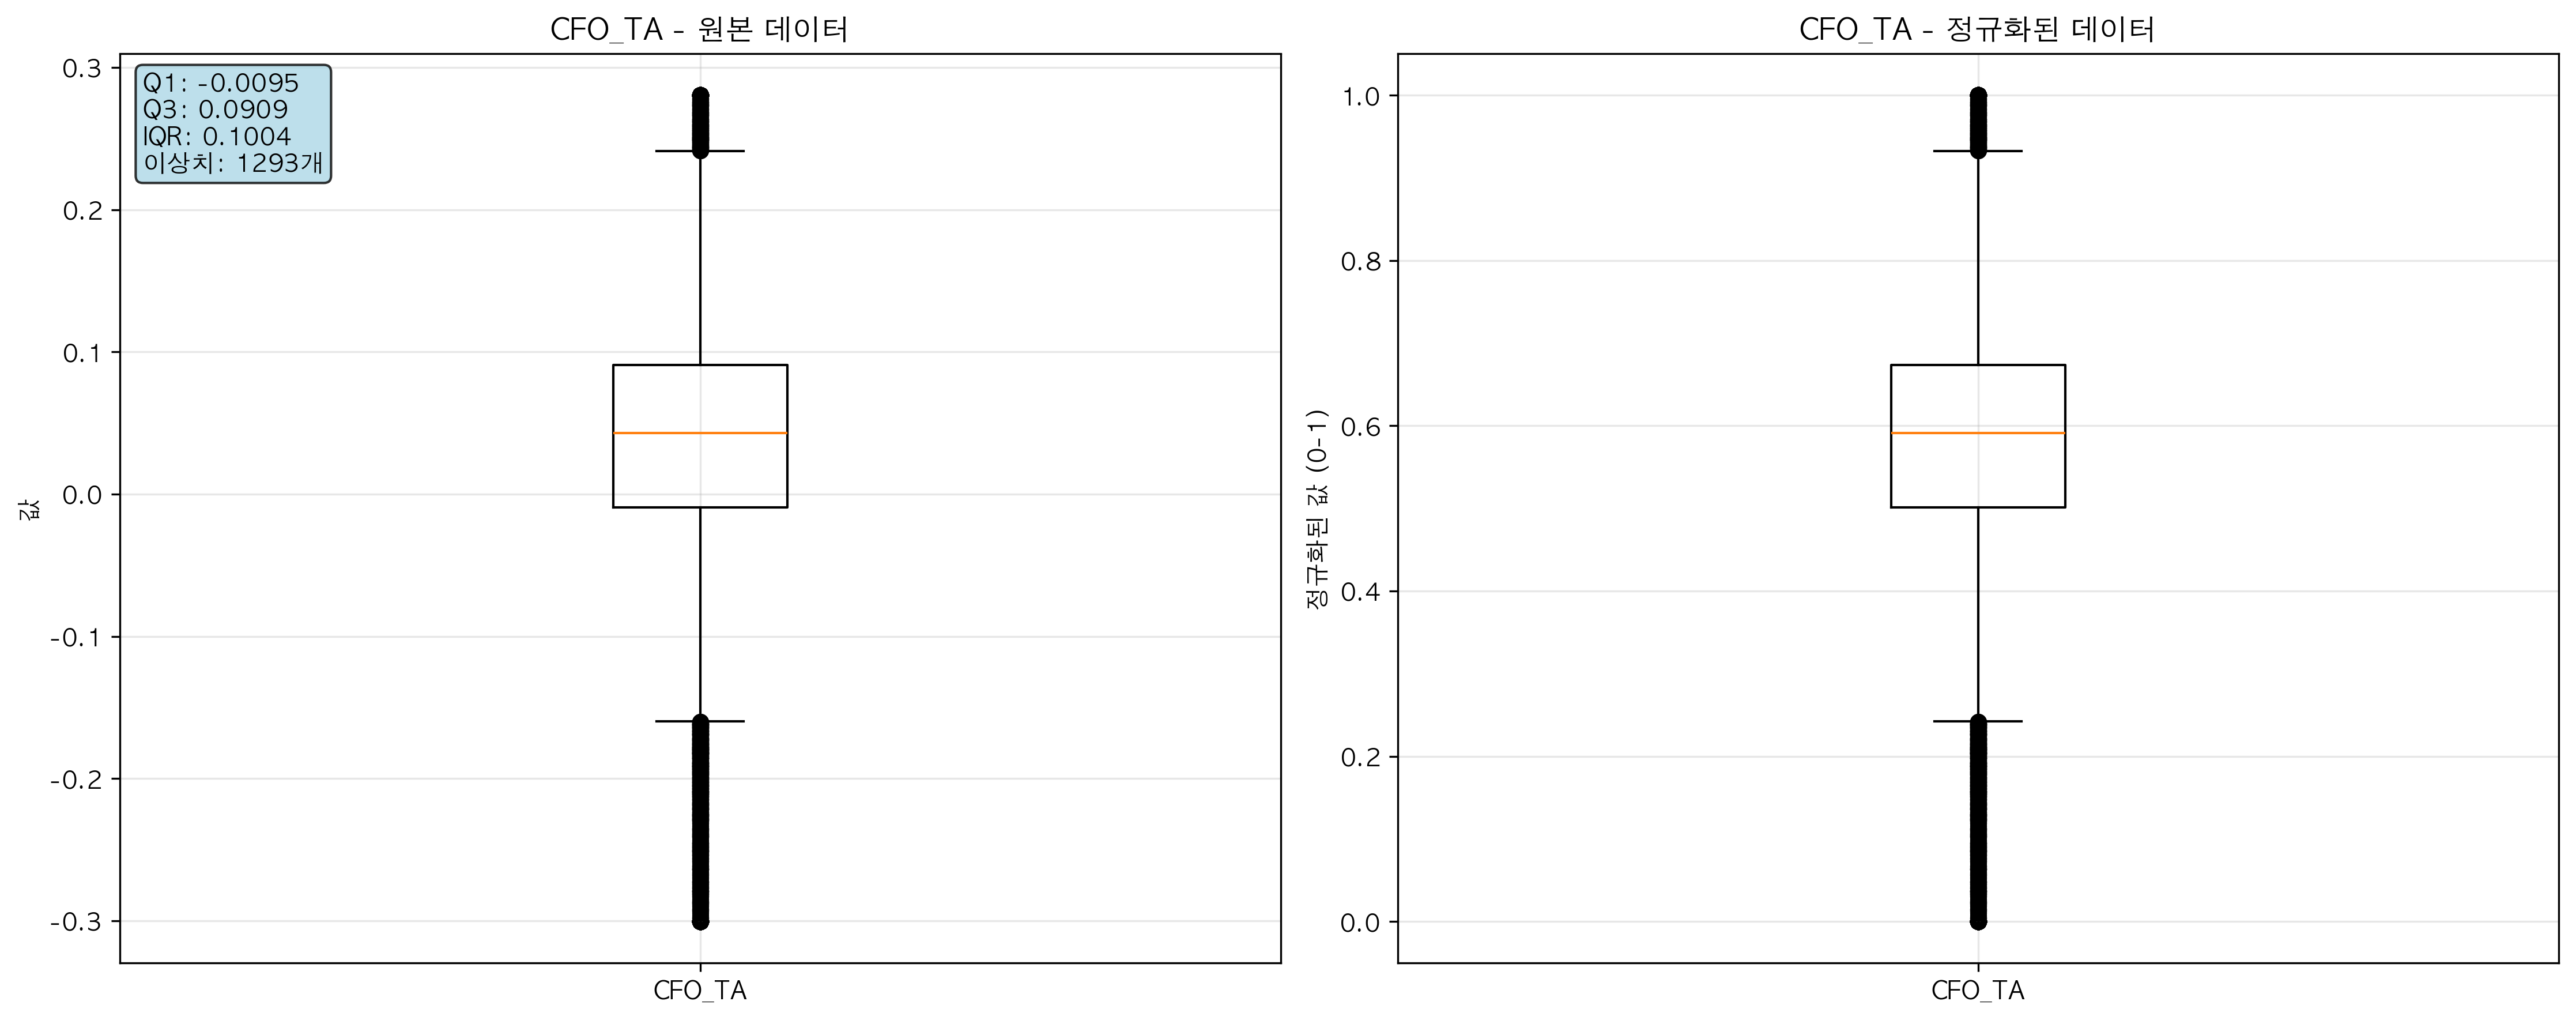 CFO_TA - 원본 데이터
0.3
0.2
0.1
0.0
-0.1
-0.2
-0.3
값
Q1: -0.0095
Q3: 0.0909
IQR: 0.1004
이상치: 1293개
CFO_TA
CFO_TA - 정규화된 데이터
1.0
0.8
0.6
0.4
0.2
0.0
정규화된 값 (0-1)
CFO_TA